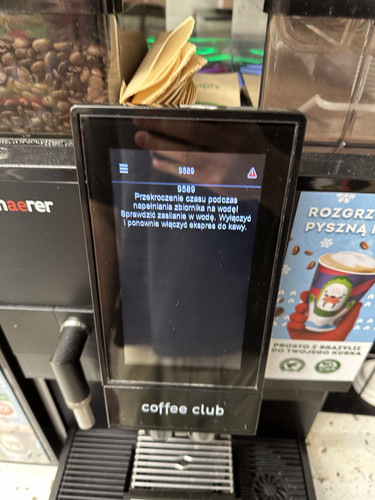 9589
9589
Przekroczenie czasu podczas
napełniania zbiornika na wodę!
Sprawdzić zasilanie w wodę. Wyłączyć
i ponownie włączyć ekspres do kawy.
aerer
ROZGRZ
PYSZNĄ
PROSTO Z BRAZYLII
DO TWOJEGO KUBKA
coffee club